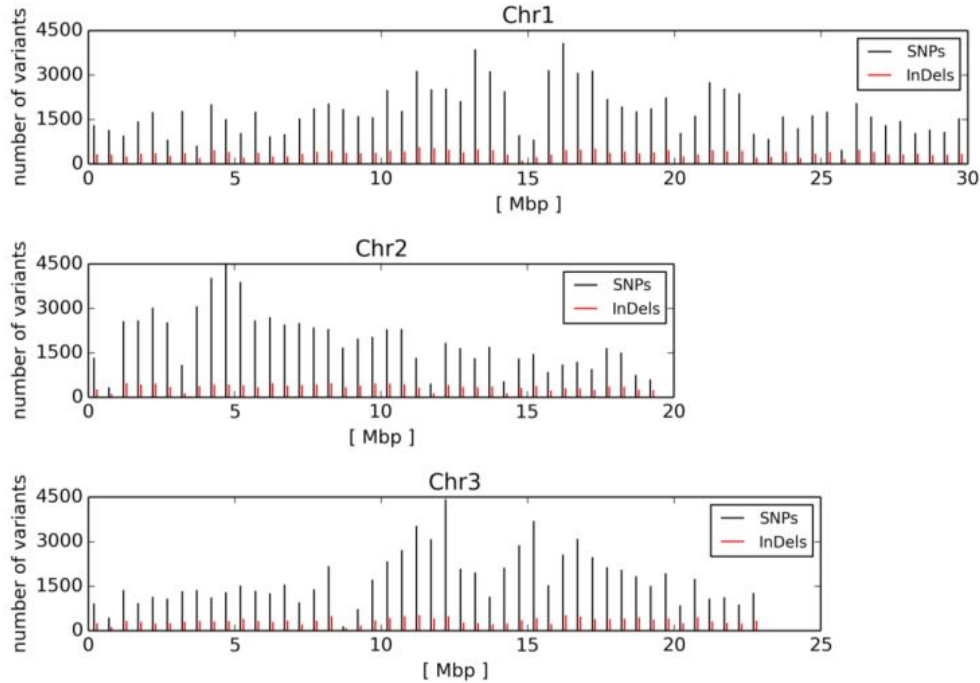 Chr1
number of variants
4500
3000
1500
0
SNPs
InDels
0 5 10 15 20 25 30
[ Mbp ]
Chr2
number of variants
4500
3000
1500
0
SNPs
InDels
0 5 10 15 20
[ Mbp ]
Chr3
number of variants
4500
3000
1500
0
SNPs
InDels
0 5 10 15 20 25
[ Mbp ]